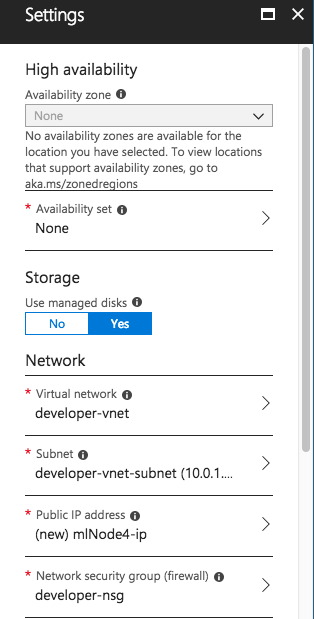 Settings
High availability
Availability zone
None
No availability zones are available for the
location you have selected. To view locations
that support availability zones, go to
aka.ms/zonedregions
* Availability set
None
Storage
Use managed disks
No Yes
Network
* Virtual network
developer-vnet
* Subnet
developer-vnet-subnet (10.0.1....
* Public IP address
(new) mlNode4-ip
* Network security group (firewall)
developer-nsg